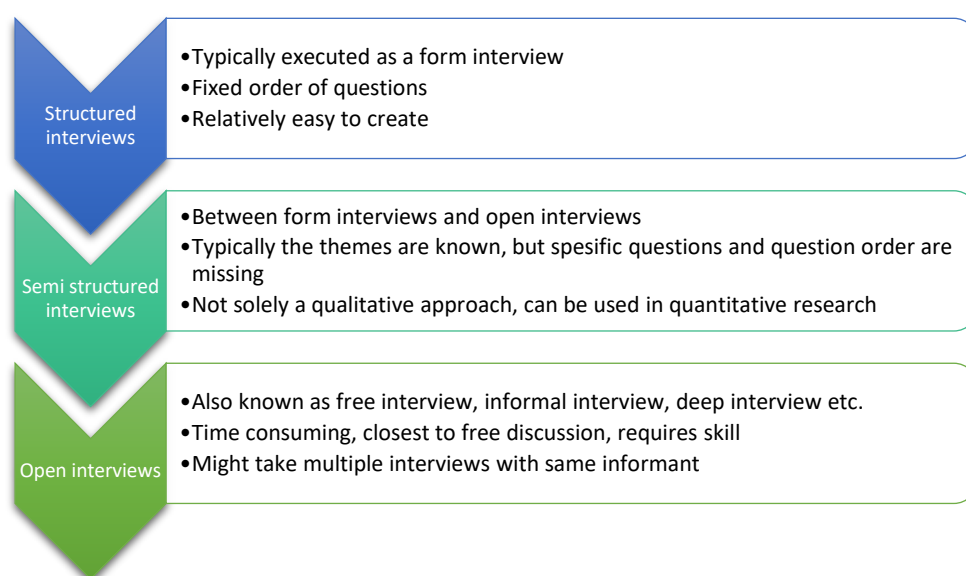 Structured
interviews
•Typically executed as a form interview
•Fixed order of questions
•Relatively easy to create
Semi structured
interviews
•Between form interviews and open interviews
•Typically the themes are known, but spesific questions and question order are
missing
•Not solely a qualitative approach, can be used in quantitative research
Open interviews
•Also known as free interview, informal interview, deep interview etc.
•Time consuming, closest to free discussion, requires skill
•Might take multiple interviews with same informant